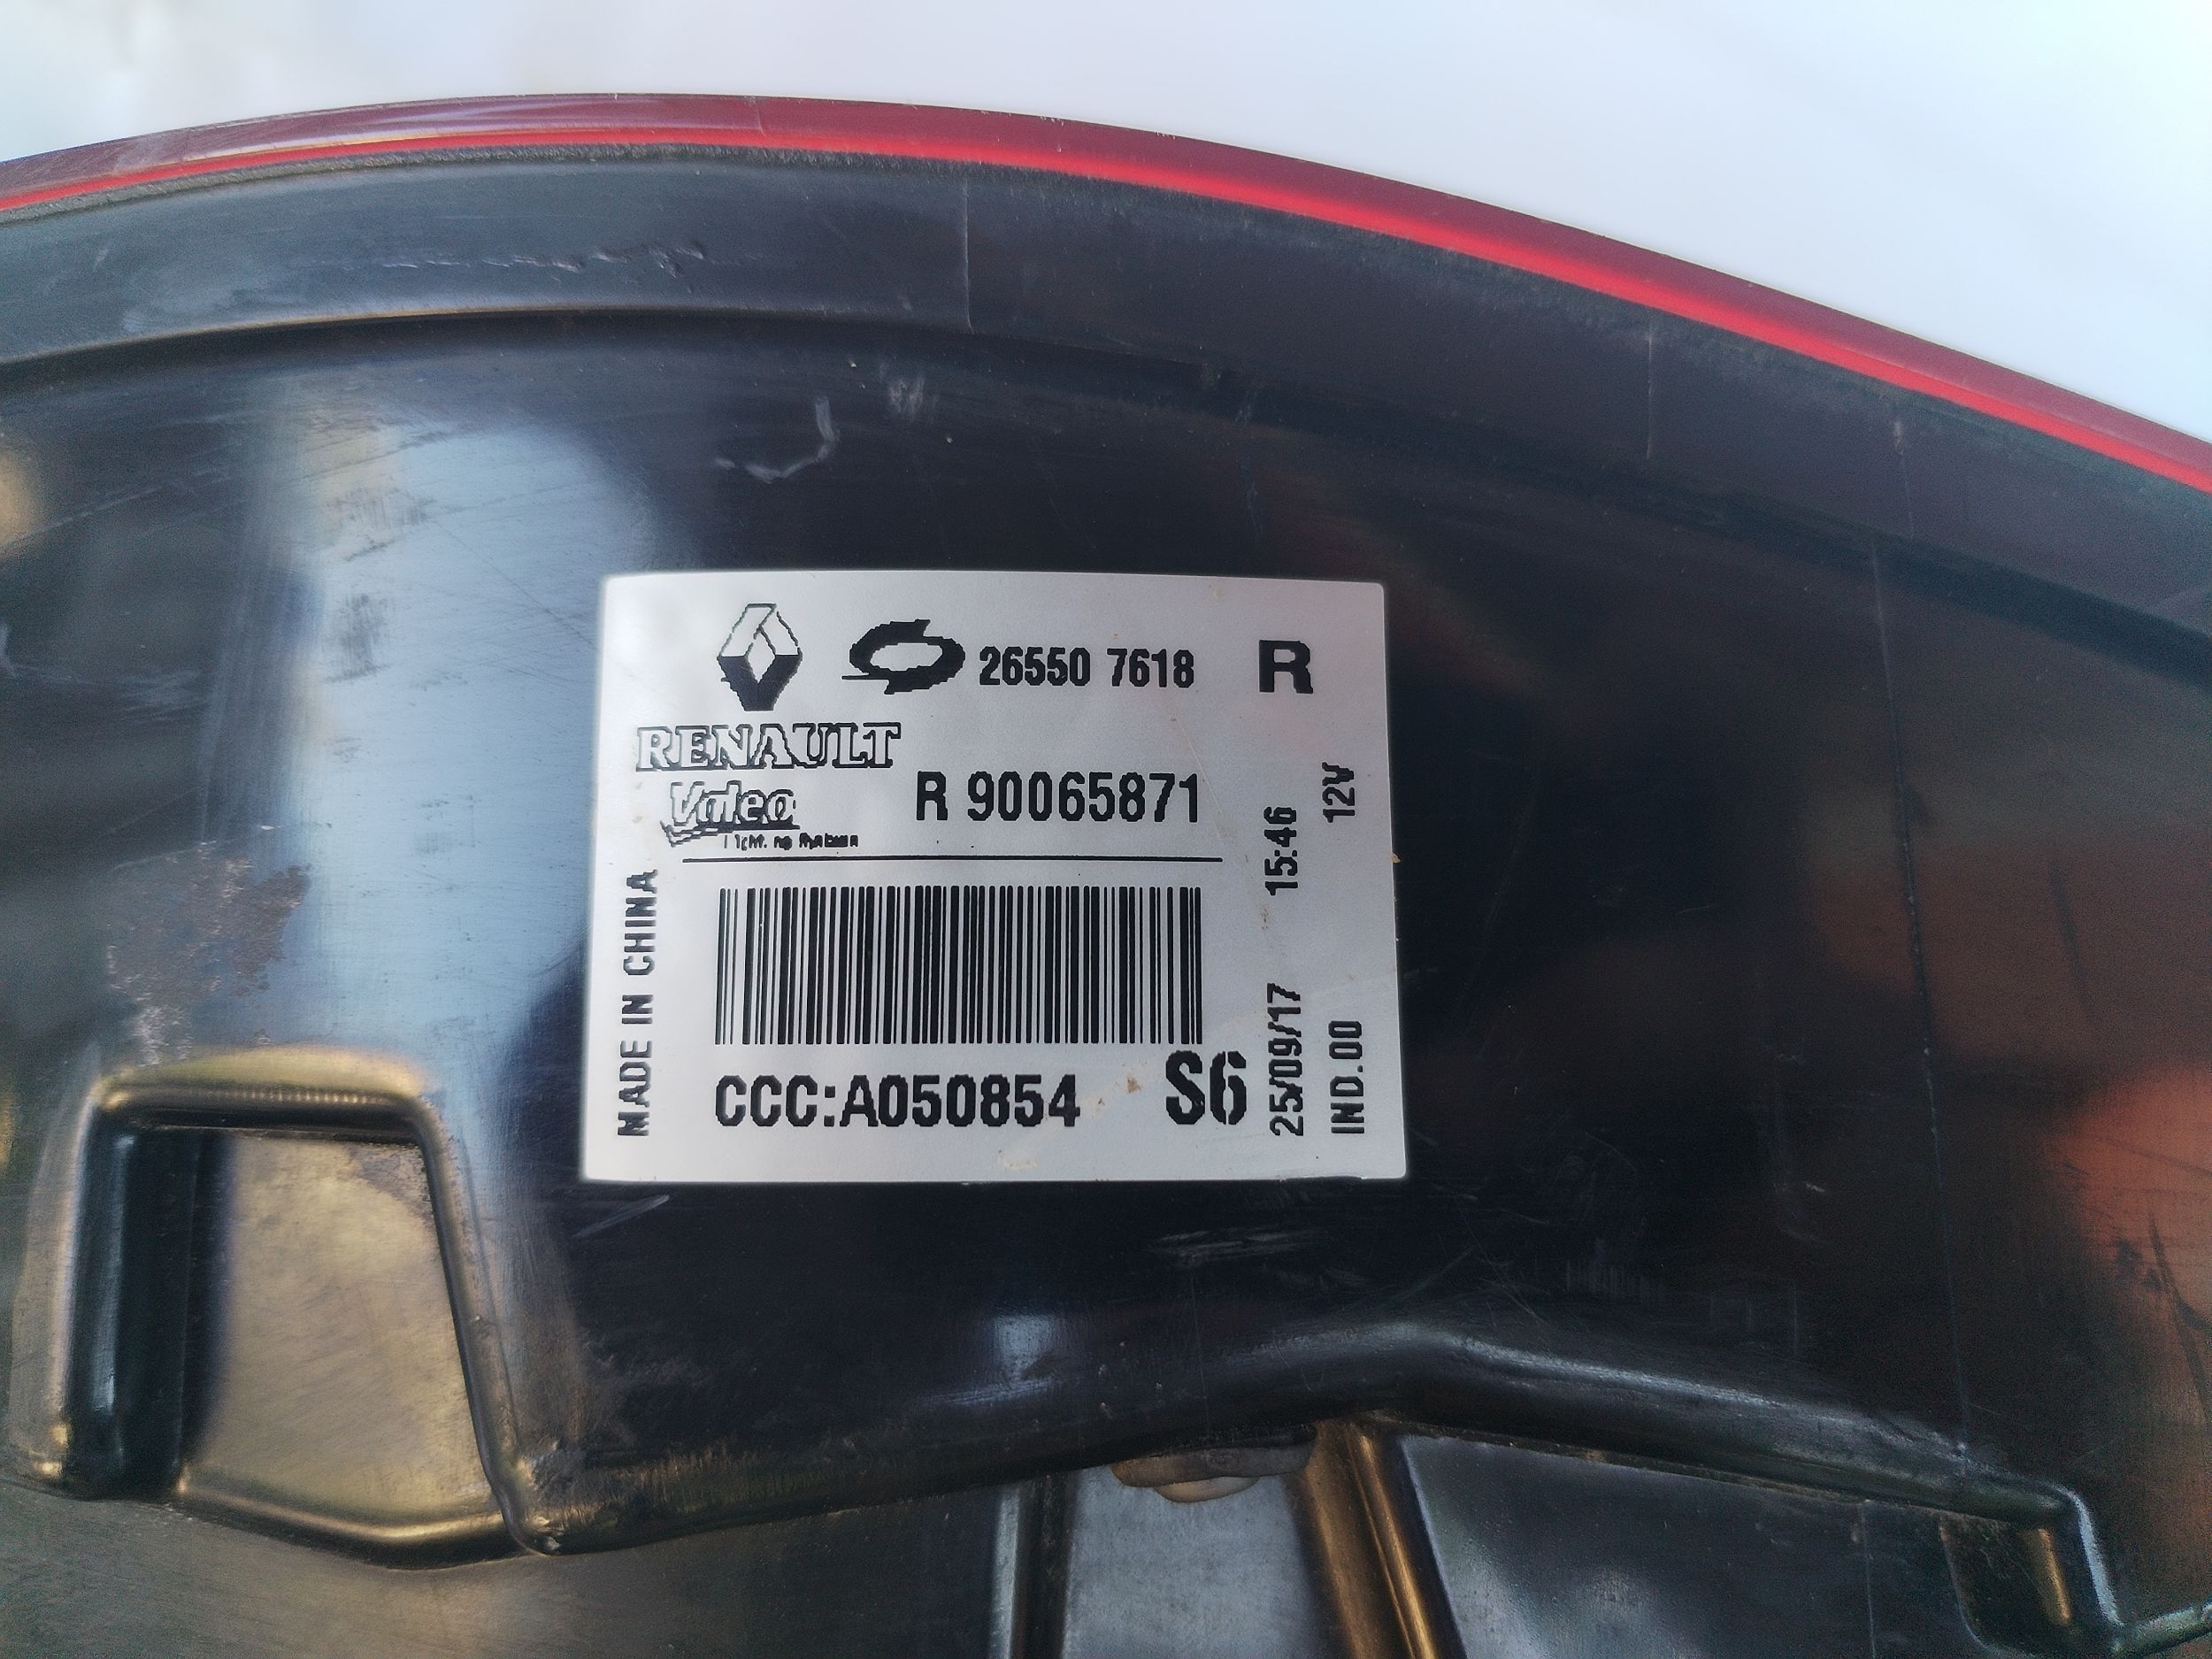 26550 7618 R
RENAULT
Valeo
R 90065871
MADE IN CHINA
CCC:A050854
S6
25/09/17 15:46
IND.00 12V